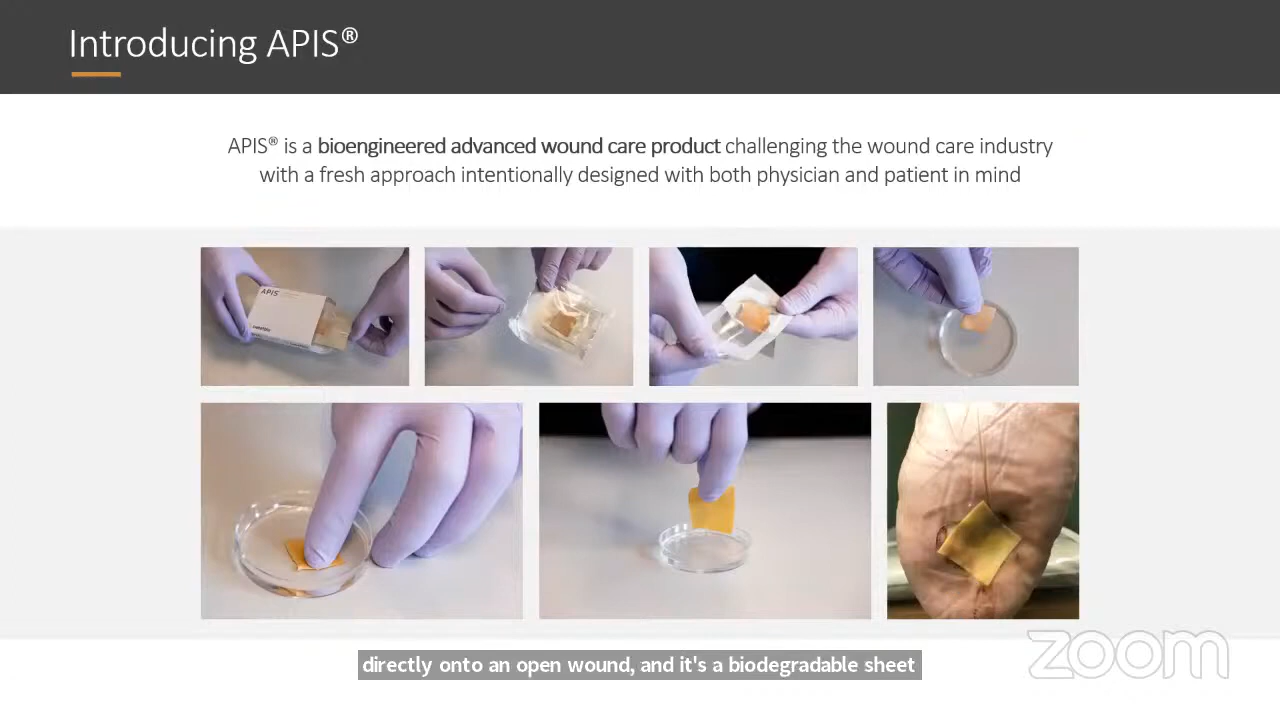 Introducing APIS®
APIS® is a bioengineered advanced wound care product challenging the wound care industry
with a fresh approach intentionally designed with both physician and patient in mind
APIS
directly onto an open wound, and it's a biodegradable sheet
zoom